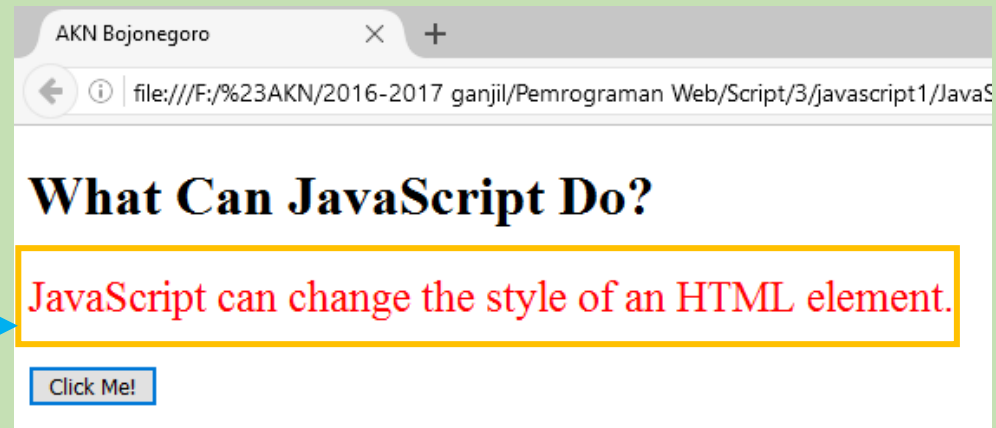 AKN Bojonegoro
file:///F:/%23AKN/2016-2017 ganjil/Pemrograman Web/Script/3/javascript1/JavaS
What Can JavaScript Do?
JavaScript can change the style of an HTML element.
Click Me!